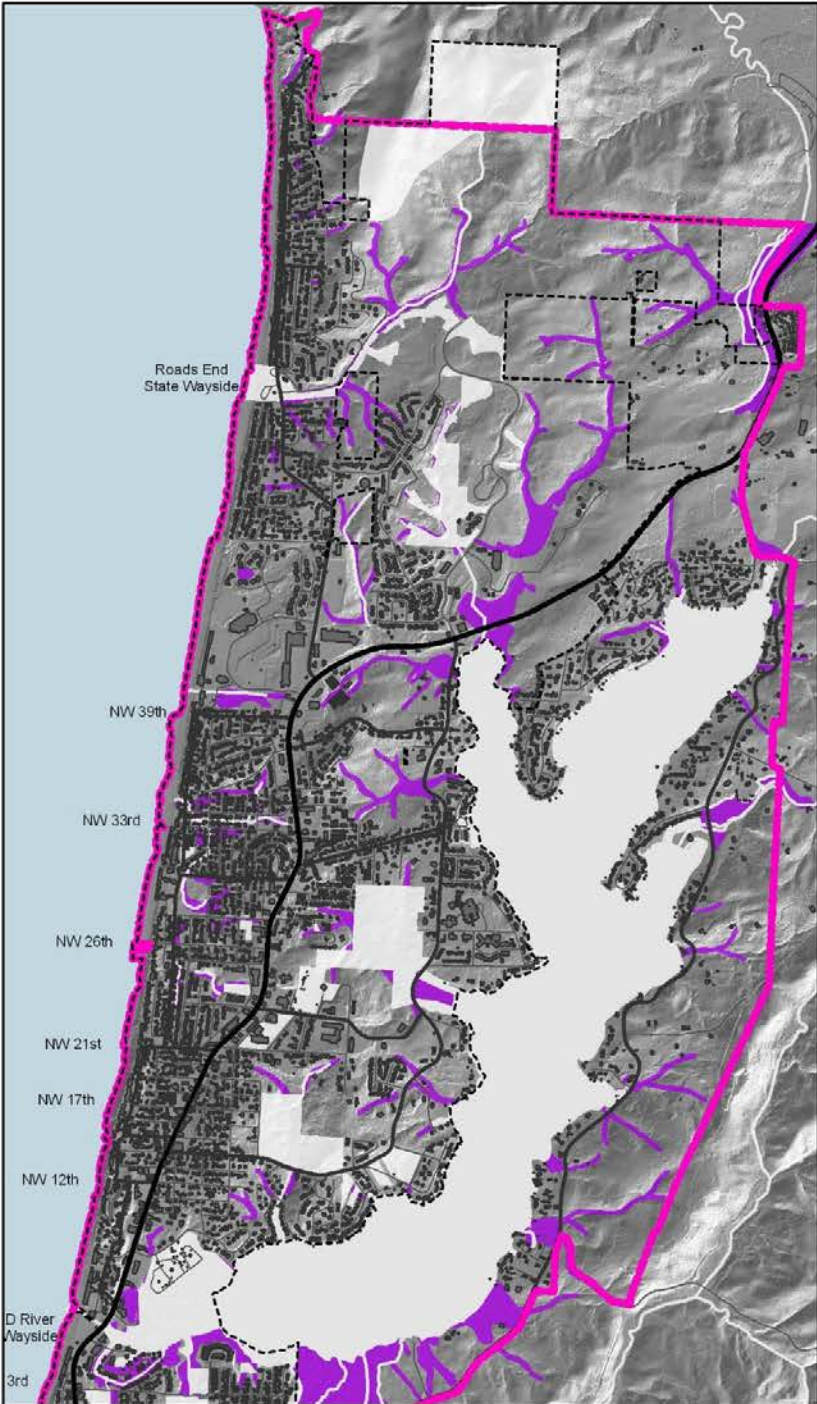 Roads End
State Wayside
NW 39th
NW 33rd
NW 26th
NW 21st
NW 17th
NW 12th
D River
Wayside
3rd